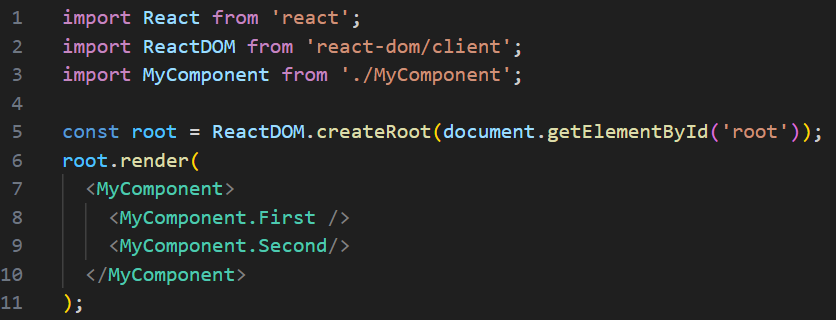 1 import React from 'react';
2 import ReactDOM from 'react-dom/client';
3 import MyComponent from './MyComponent';
4
5 const root = ReactDOM.createRoot(document.getElementById('root'));
6 root.render(
7   <MyComponent>
8     <MyComponent.First />
9     <MyComponent.Second/>
10   </MyComponent>
11 );